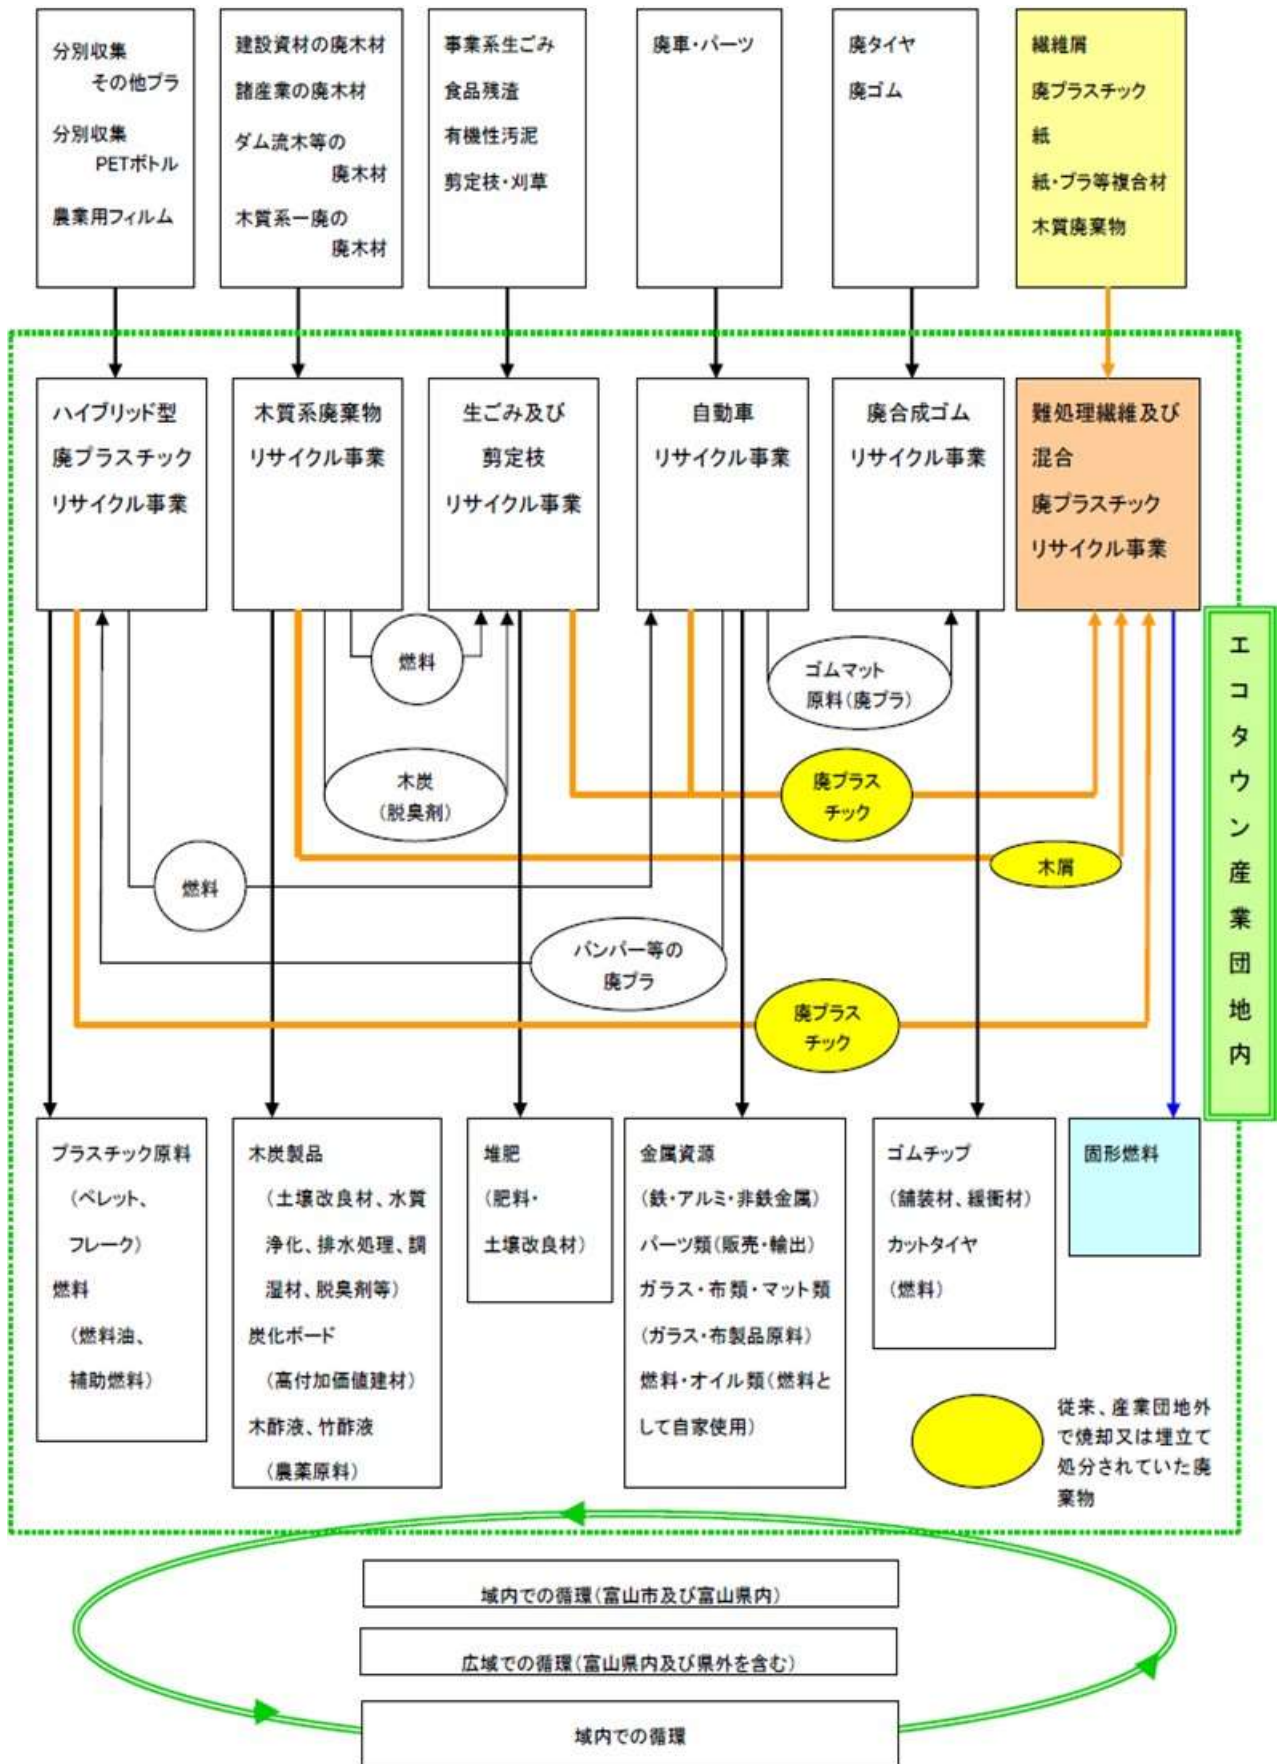 分別収集
その他プラ
分別収集
PETボトル
農業用フィルム
建設資材の廃木材
諸産業の廃木材
ダム流木等の
廃木材
木質系一廃の
廃木材
事業系生ごみ
食品残渣
有機性汚泥
剪定枝・刈草
廃車・パーツ
廃タイヤ
廃ゴム
繊維屑
廃プラスチック
紙
紙・プラ等複合材
木質廃棄物
ハイブリッド型
廃プラスチック
リサイクル事業
木質系廃棄物
リサイクル事業
生ごみ及び
剪定枝
リサイクル事業
自動車
リサイクル事業
廃合成ゴム
リサイクル事業
難処理繊維及び
混合
廃プラスチック
リサイクル事業
エコタウン産業団地内
燃料
ゴムマット
原料(廃プラ)
木炭
(脱臭剤)
廃プラス
チック
木屑
燃料
バンパー等の
廃プラ
廃プラス
チック
プラスチック原料
(ペレット、
フレーク)
燃料
(燃料油、
補助燃料)
木炭製品
(土壌改良材、水質
浄化、排水処理、調
湿材、脱臭剤等)
炭化ボード
(高付加価値建材)
木酢液、竹酢液
(農薬原料)
堆肥
(肥料・
土壌改良材)
金属資源
(鉄・アルミ・非鉄金属)
パーツ類(販売・輸出)
ガラス・布類・マット類
(ガラス・布製品原料)
燃料・オイル類(燃料と
して自家使用)
ゴムチップ
(舗装材、緩衝材)
カットタイヤ
(燃料)
固形燃料
従来、産業団地外
で焼却又は埋立て
処分されていた廃
棄物
域内での循環(富山市及び富山県内)
広域での循環(富山県内及び県外を含む)
域内での循環